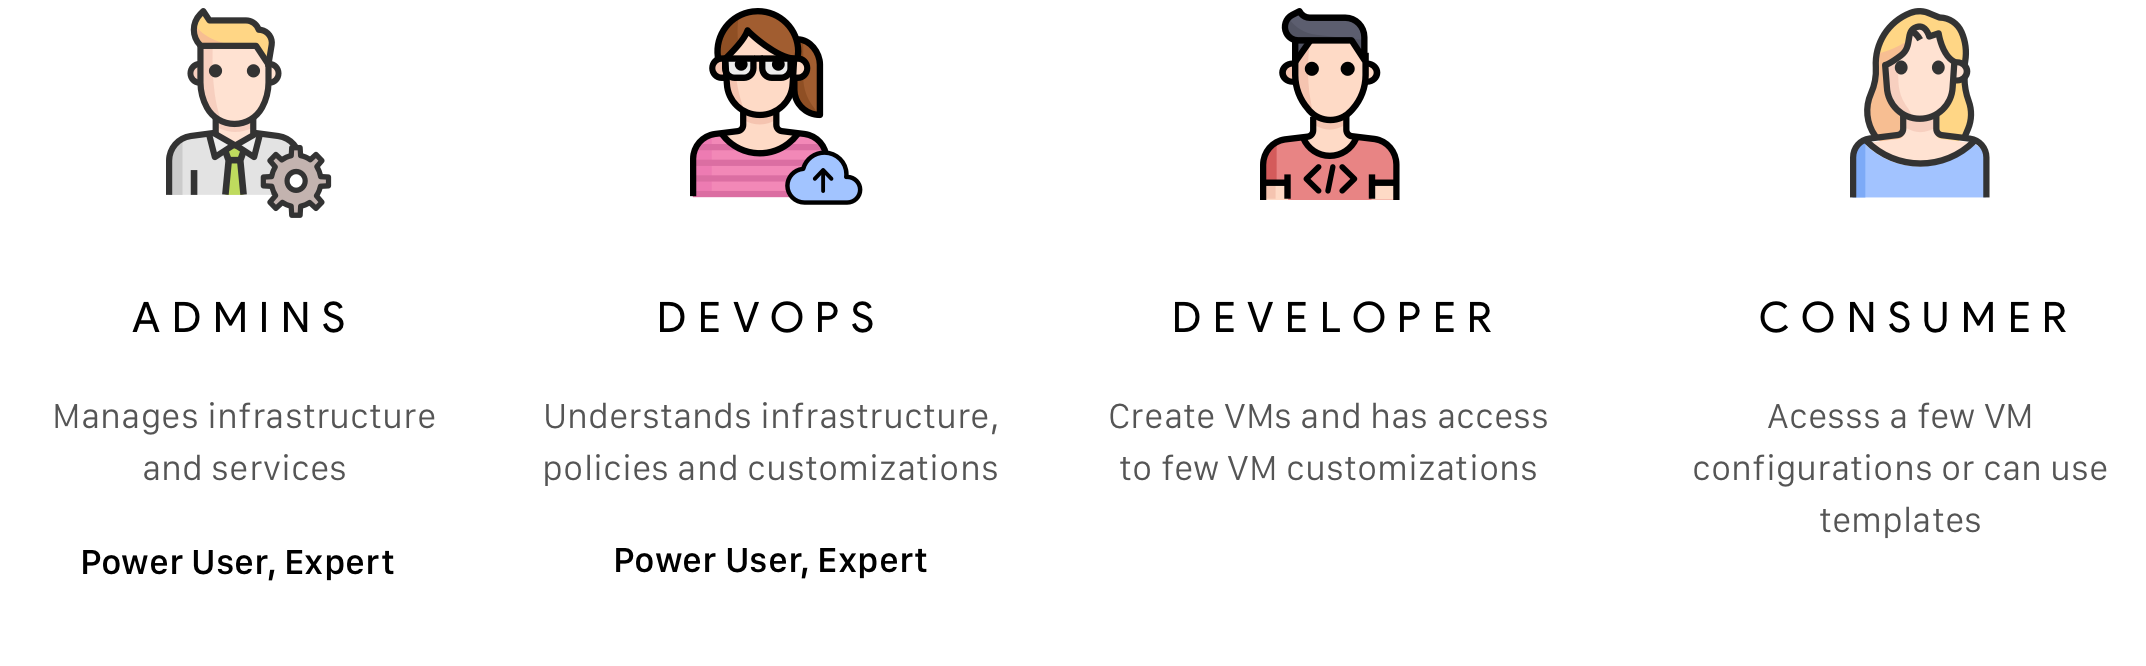 ADMINS
Manages infrastructure
and services
Power User, Expert
DEVOPS
Understands infrastructure,
policies and customizations
Power User, Expert
</>
DEVELOPER
Create VMs and has access
to few VM customizations
CONSUMER
Acesss a few VM
configurations or can use
templates